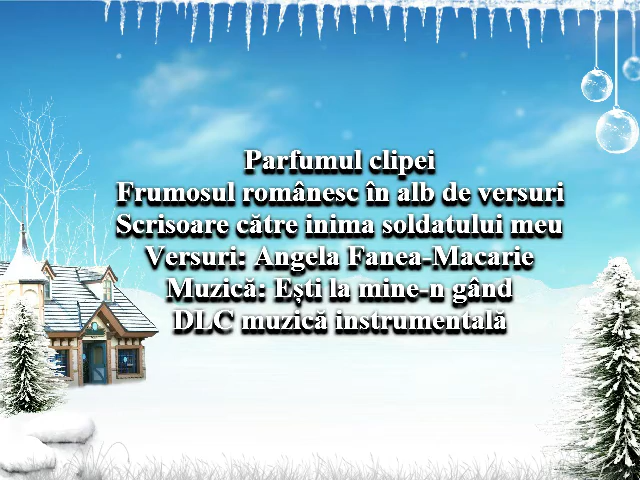 Parfumul clipei
Frumosul românesc în alb de versuri
Scrisoare către inima soldatului meu
Versuri: Angela Fanea-Macarie
Muzică: Ești la mine-n gând
DLC muzică instrumentală